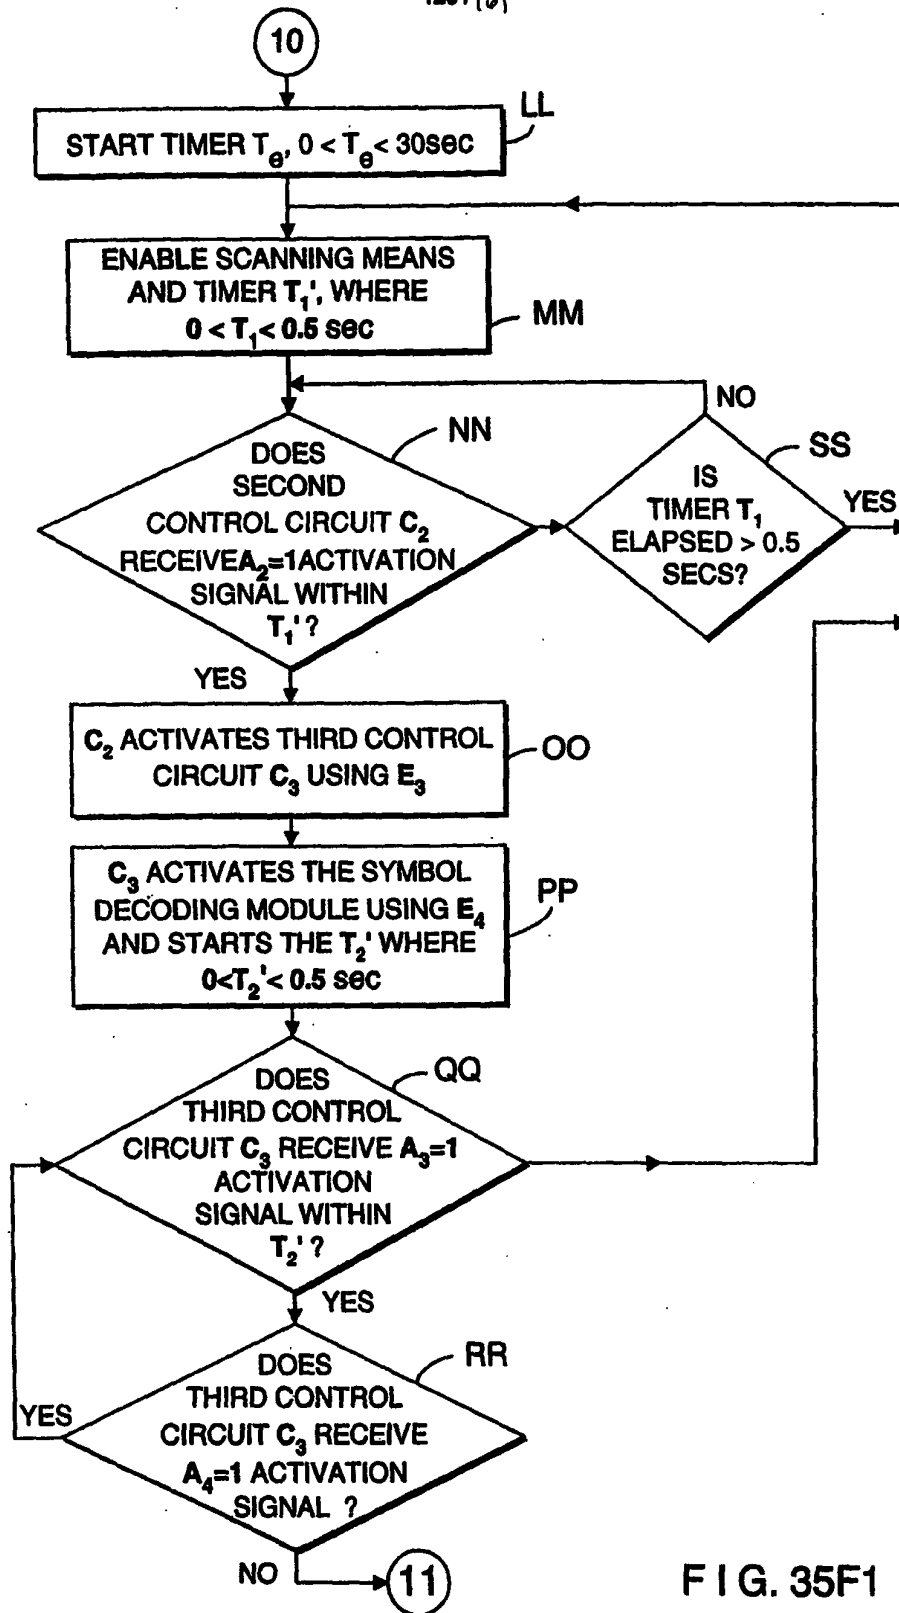 10
LL
START TIMER Te, 0 < Te < 30sec
ENABLE SCANNING MEANS
AND TIMER T1', WHERE
0 < T1 < 0.5 sec
MM
NO
NN
DOES
SECOND
CONTROL CIRCUIT C2
RECEIVEA2=1ACTIVATION
SIGNAL WITHIN
T1' ?
SS
IS
TIMER T1
ELAPSED > 0.5
SECS?
YES
YES
C2 ACTIVATES THIRD CONTROL
CIRCUIT C3 USING E3
OO
C3 ACTIVATES THE SYMBOL
DECODING MODULE USING E4
AND STARTS THE T2' WHERE
0<T2'< 0.5 sec
PP
QQ
DOES
THIRD CONTROL
CIRCUIT C3 RECEIVE A3=1
ACTIVATION
SIGNAL WITHIN
T2' ?
YES
RR
DOES
THIRD CONTROL
CIRCUIT C3 RECEIVE
A4=1 ACTIVATION
SIGNAL ?
YES
NO
11
FIG. 35F1